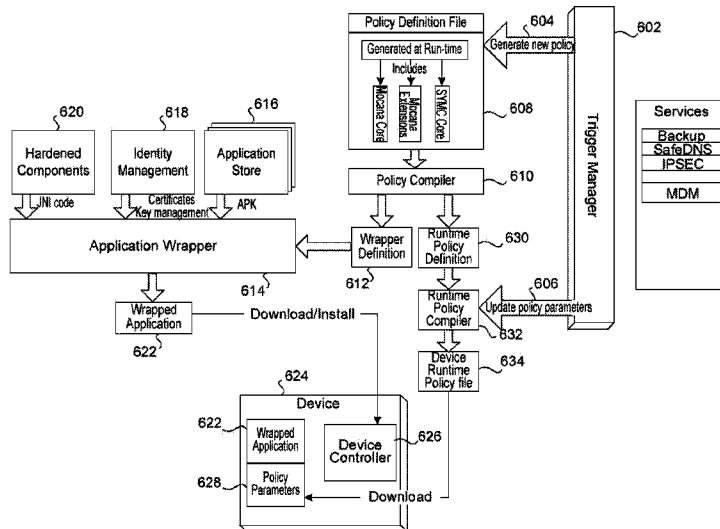 Policy Definition File
Generated at Run-time
Includes
Mocana Core
Mocana Extensions
SYMC Core
608
604
Generate new policy
602
Trigger Manager
Services
Backup
SafeDNS
IPSEC
MDM
620
Hardened
Components
618
Identity
Management
616
Application
Store
JNI code
Certificates
Key management
APK
Policy Compiler
610
Application Wrapper
614
Wrapper
Definition
612
Runtime
Policy
Definition
630
606
Update policy parameters
Runtime
Policy
Compiler
632
Wrapped
Application
622
Download/Install
Device
Runtime
Policy file
634
624
Device
622
Wrapped
Application
628
Policy
Parameters
Device
Controller
626
Download